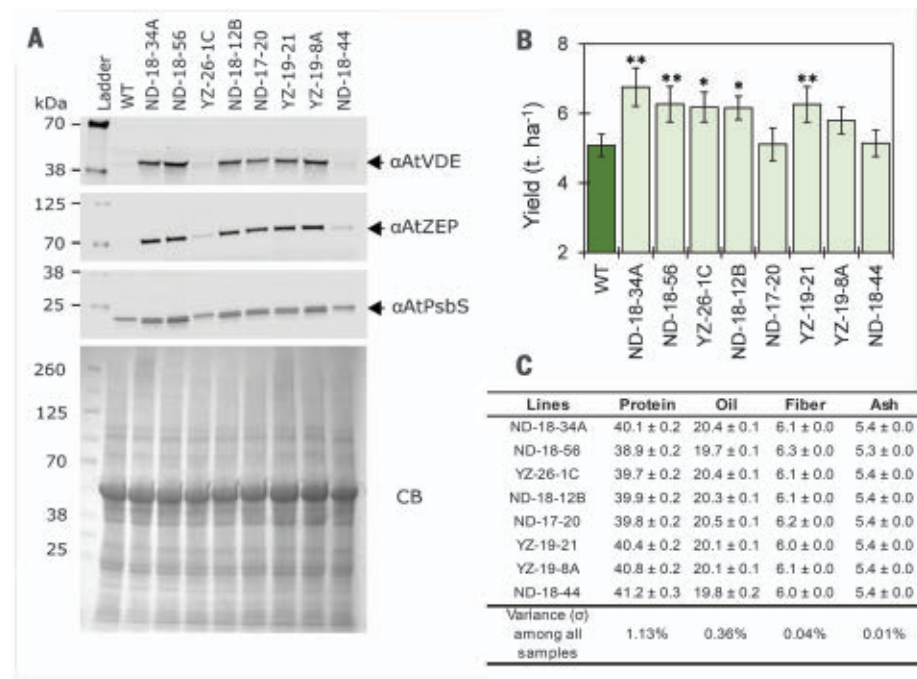 A
Ladder
WT
ND-18-34A
ND-18-56
YZ-26-1C
ND-18-12B
ND-17-20
YZ-19-21
YZ-19-8A
ND-18-44
kDa
70
38
αAtVDE
125
70
αAtZEP
38
25
αAtPsbS
260
125
70
38
25
CB
B
Yield (t. ha⁻¹)
8
6
4
2
** ** * * **
WT
ND-18-34A
ND-18-56
YZ-26-1C
ND-18-12B
ND-17-20
YZ-19-21
YZ-19-8A
ND-18-44
C
Lines Protein Oil Fiber Ash
ND-18-34A 40.1 ± 0.2 20.4 ± 0.1 6.1 ± 0.0 5.4 ± 0.0
ND-18-56 38.9 ± 0.2 19.7 ± 0.1 6.3 ± 0.0 5.3 ± 0.0
YZ-26-1C 39.7 ± 0.2 20.4 ± 0.1 6.1 ± 0.0 5.4 ± 0.0
ND-18-12B 39.9 ± 0.2 20.3 ± 0.1 6.1 ± 0.0 5.4 ± 0.0
ND-17-20 39.8 ± 0.2 20.5 ± 0.1 6.2 ± 0.0 5.4 ± 0.0
YZ-19-21 40.4 ± 0.2 20.1 ± 0.1 6.0 ± 0.0 5.4 ± 0.0
YZ-19-8A 40.8 ± 0.2 20.1 ± 0.1 6.1 ± 0.0 5.4 ± 0.0
ND-18-44 41.2 ± 0.3 19.8 ± 0.2 6.0 ± 0.0 5.4 ± 0.0
Variance (σ)
among all
samples
1.13% 0.36% 0.04% 0.01%